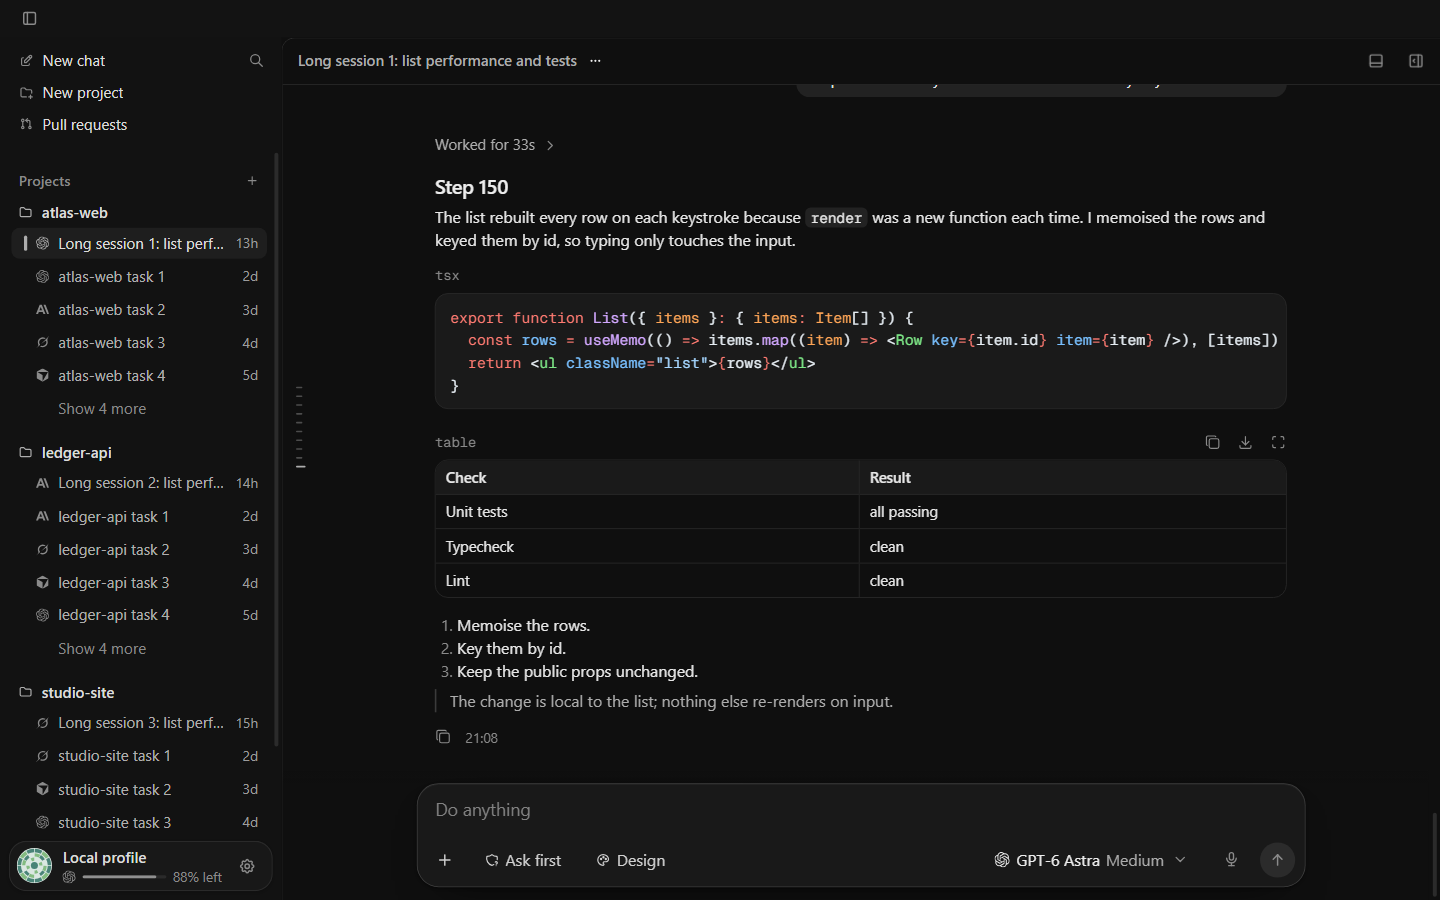 New chat
New project
Pull requests
Projects
atlas-web
Long session 1: list perf... 13h
atlas-web task 1 2d
atlas-web task 2 3d
atlas-web task 3 4d
atlas-web task 4 5d
Show 4 more
ledger-api
Long session 2: list perf... 14h
ledger-api task 1 2d
ledger-api task 2 3d
ledger-api task 3 4d
ledger-api task 4 5d
Show 4 more
studio-site
Long session 3: list perf... 15h
studio-site task 1 2d
studio-site task 2 3d
studio-site task 3 4d
Local profile
88% left
Long session 1: list performance and tests ...
Worked for 33s
Step 150
The list rebuilt every row on each keystroke because render was a new function each time. I memoised the rows and
keyed them by id, so typing only touches the input.
tsx
export function List({ items }: { items: Item[] }) {
const rows = useMemo(() => items.map((item) => <Row key={item.id} item={item} />), [items])
return <ul className="list">{rows}</ul>
}
table
Check Result
Unit tests all passing
Typecheck clean
Lint clean
1. Memoise the rows.
2. Key them by id.
3. Keep the public props unchanged.
The change is local to the list; nothing else re-renders on input.
21:08
Do anything
Ask first Design GPT-6 Astra Medium